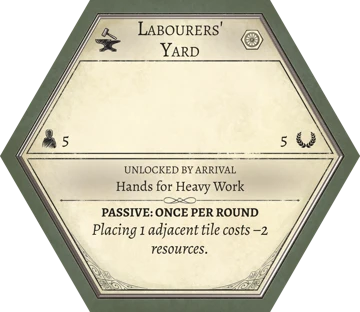 Labourers'
Yard
5
5
UNLOCKED BY ARRIVAL
Hands for Heavy Work
PASSIVE: ONCE PER ROUND
Placing 1 adjacent tile costs –2
resources.